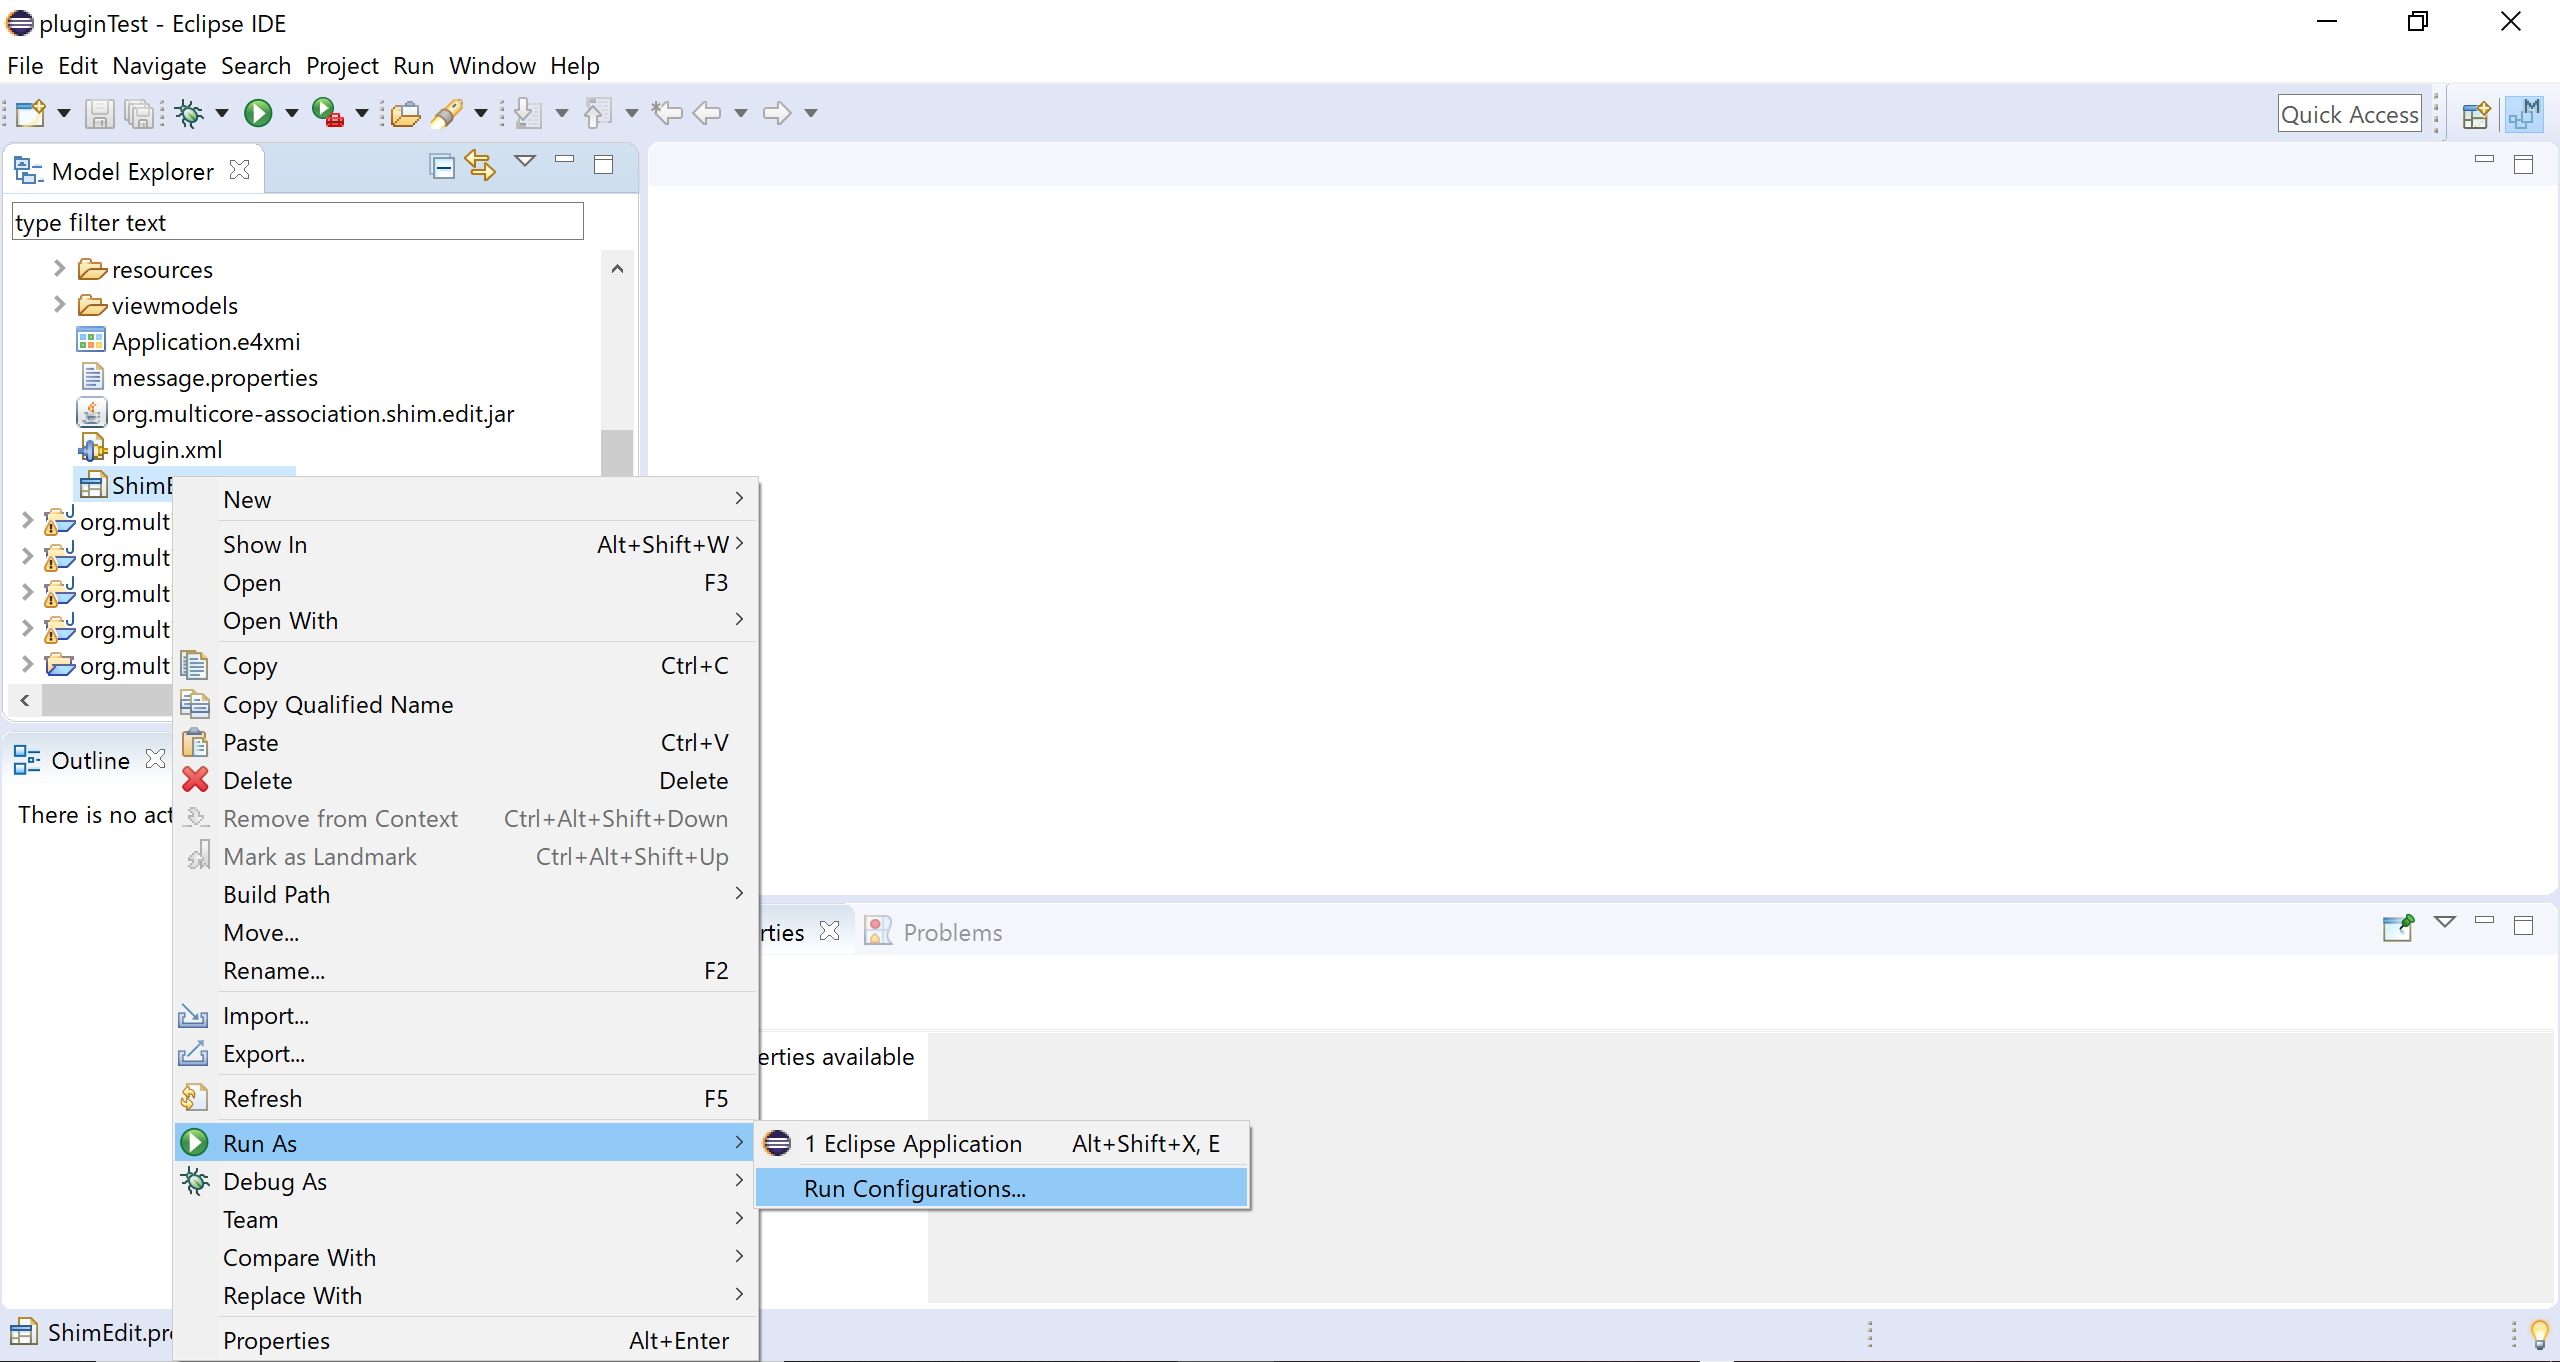 pluginTest - Eclipse IDE
File Edit Navigate Search Project Run Window Help
Quick Access
Model Explorer
type filter text
resources
viewmodels
Application.e4xmi
message.properties
org.multicore-association.shim.edit.jar
plugin.xml
ShimE
org.mult
org.mult
org.mult
org.mult
org.mult
Outline
There is no act
New
Show In Alt+Shift+W
Open F3
Open With
Copy Ctrl+C
Copy Qualified Name
Paste Ctrl+V
Delete Delete
Remove from Context Ctrl+Alt+Shift+Down
Mark as Landmark Ctrl+Alt+Shift+Up
Build Path
Move...
Rename... F2
Import...
Export...
Refresh F5
Run As
Debug As
Team
Compare With
Replace With
Properties Alt+Enter
1 Eclipse Application Alt+Shift+X, E
Run Configurations...
rties Problems
erties available
ShimEdit.pr